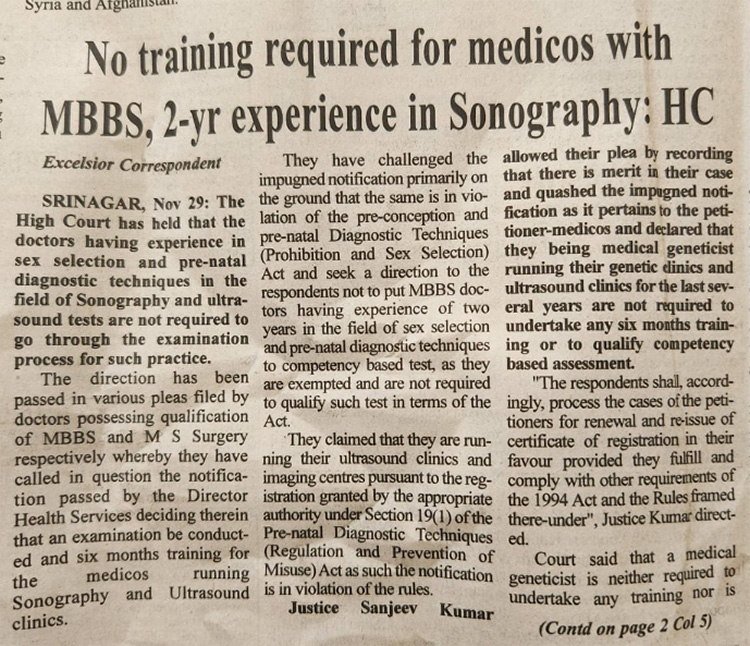 Syria and Afghanistan.
No training required for medicos with
MBBS, 2-yr experience in Sonography: HC
Excelsior Correspondent
SRINAGAR, Nov 29: The
High Court has held that the
doctors having experience in
sex selection and pre-natal
diagnostic techniques in the
field of Sonography and ultra-
sound tests are not required to
go through the examination
process for such practice.
The direction has been
passed in various pleas filed by
doctors possessing qualification
of MBBS and M S Surgery
respectively whereby they have
called in question the notifica-
tion passed by the Director
Health Services deciding therein
that an examination be conduct-
ed and six months training for
the medicos running
Sonography and Ultrasound
clinics.
They have challenged the
impugned notification primarily on
the ground that the same is in vio-
lation of the pre-conception and
pre-natal Diagnostic Techniques
(Prohibition and Sex Selection)
Act and seek a direction to the
respondents not to put MBBS doc-
tors having experience of two
years in the field of sex selection
and pre-natal diagnostic techniques
to competency based test, as they
are exempted and are not required
to qualify such test in terms of the
Act.
They claimed that they are run-
ning their ultrasound clinics and
imaging centres pursuant to the reg-
istration granted by the appropriate
authority under Section 19(1) of the
Pre-natal Diagnostic Techniques
(Regulation and Prevention of
Misuse) Act as such the notification
is in violation of the rules.
Justice Sanjeev Kumar
allowed their plea by recording
that there is merit in their case
and quashed the impugned noti-
fication as it pertains to the peti-
tioner-medicos and declared that
they being medical geneticist
running their genetic clinics and
ultrasound clinics for the last sev-
eral years are not required to
undertake any six months train-
ing or to qualify competency
based assessment.
"The respondents shall, accord-
ingly, process the cases of the peti-
tioners for renewal and re-issue of
certificate of registration in their
favour provided they fulfill and
comply with other requirements of
the 1994 Act and the Rules framed
there-under", Justice Kumar direct-
ed.
Court said that a medical
geneticist is neither required to
undertake any training nor is
(Contd on page 2 Col 5)